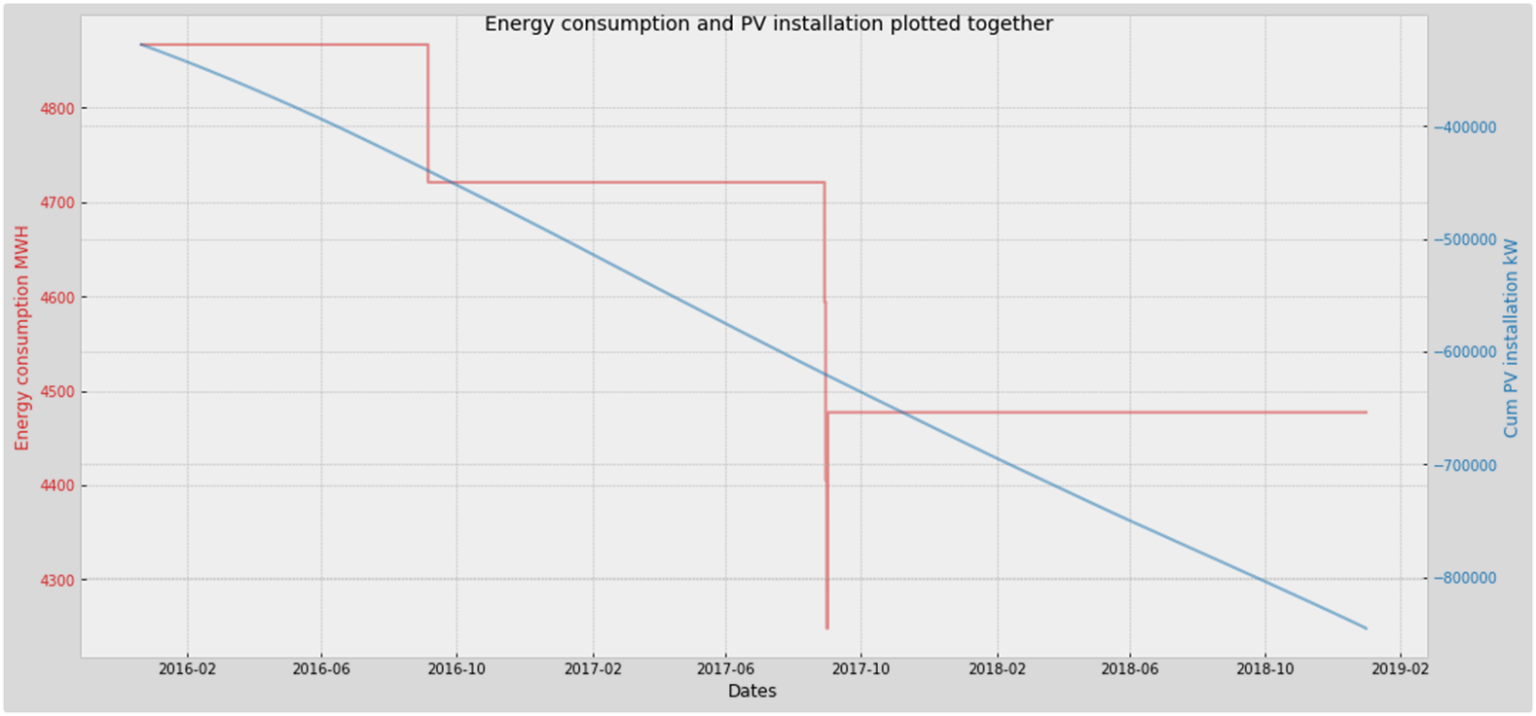 Energy consumption and PV installation plotted together
Energy consumption MWH
4800
4700
4600
4500
4400
4300
−400000
−500000
−600000
−700000
−800000
Cum PV installation kW
2016-02 2016-06 2016-10 2017-02 2017-06 2017-10 2018-02 2018-06 2018-10 2019-02
Dates